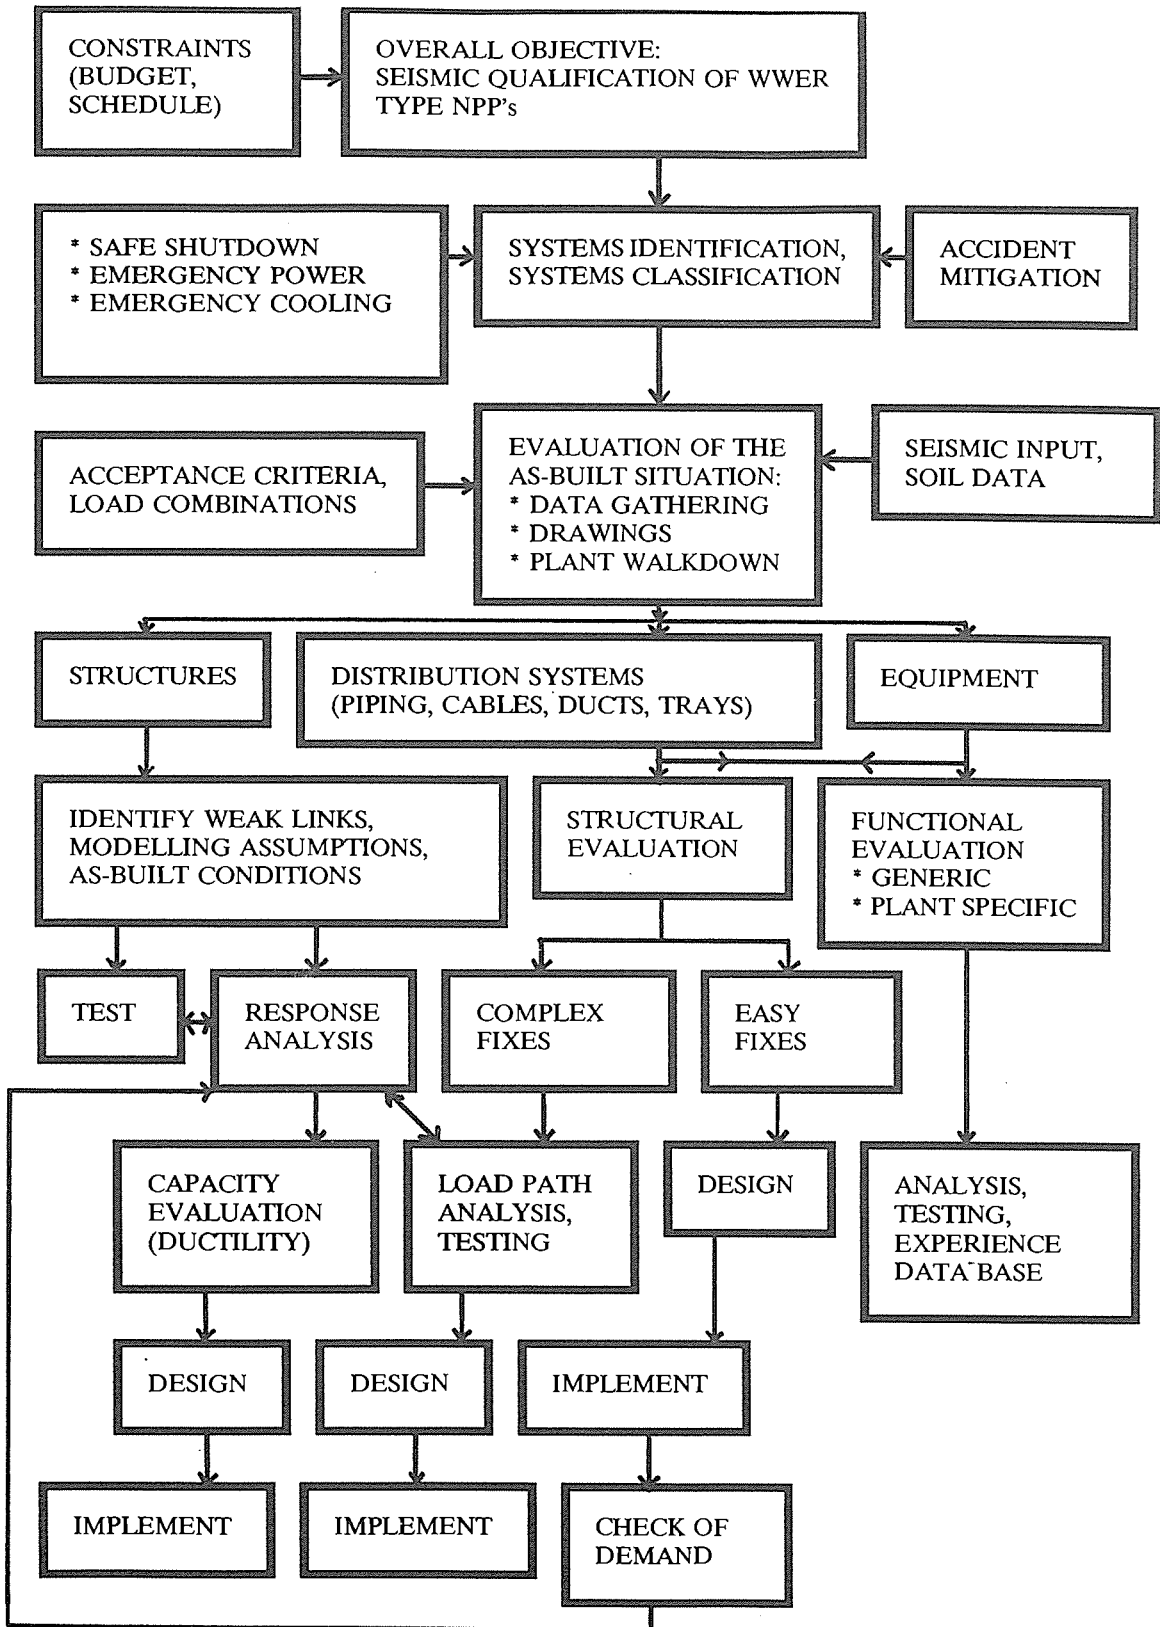 CONSTRAINTS
(BUDGET,
SCHEDULE)
OVERALL OBJECTIVE:
SEISMIC QUALIFICATION OF WWER
TYPE NPP's
* SAFE SHUTDOWN
* EMERGENCY POWER
* EMERGENCY COOLING
SYSTEMS IDENTIFICATION,
SYSTEMS CLASSIFICATION
ACCIDENT
MITIGATION
ACCEPTANCE CRITERIA,
LOAD COMBINATIONS
EVALUATION OF THE
AS-BUILT SITUATION:
* DATA GATHERING
* DRAWINGS
* PLANT WALKDOWN
SEISMIC INPUT,
SOIL DATA
STRUCTURES
DISTRIBUTION SYSTEMS
(PIPING, CABLES, DUCTS, TRAYS)
EQUIPMENT
IDENTIFY WEAK LINKS,
MODELLING ASSUMPTIONS,
AS-BUILT CONDITIONS
STRUCTURAL
EVALUATION
FUNCTIONAL
EVALUATION
* GENERIC
* PLANT SPECIFIC
TEST
RESPONSE
ANALYSIS
COMPLEX
FIXES
EASY
FIXES
CAPACITY
EVALUATION
(DUCTILITY)
LOAD PATH
ANALYSIS,
TESTING
DESIGN
ANALYSIS,
TESTING,
EXPERIENCE
DATA-BASE
DESIGN
DESIGN
IMPLEMENT
IMPLEMENT
IMPLEMENT
CHECK OF
DEMAND